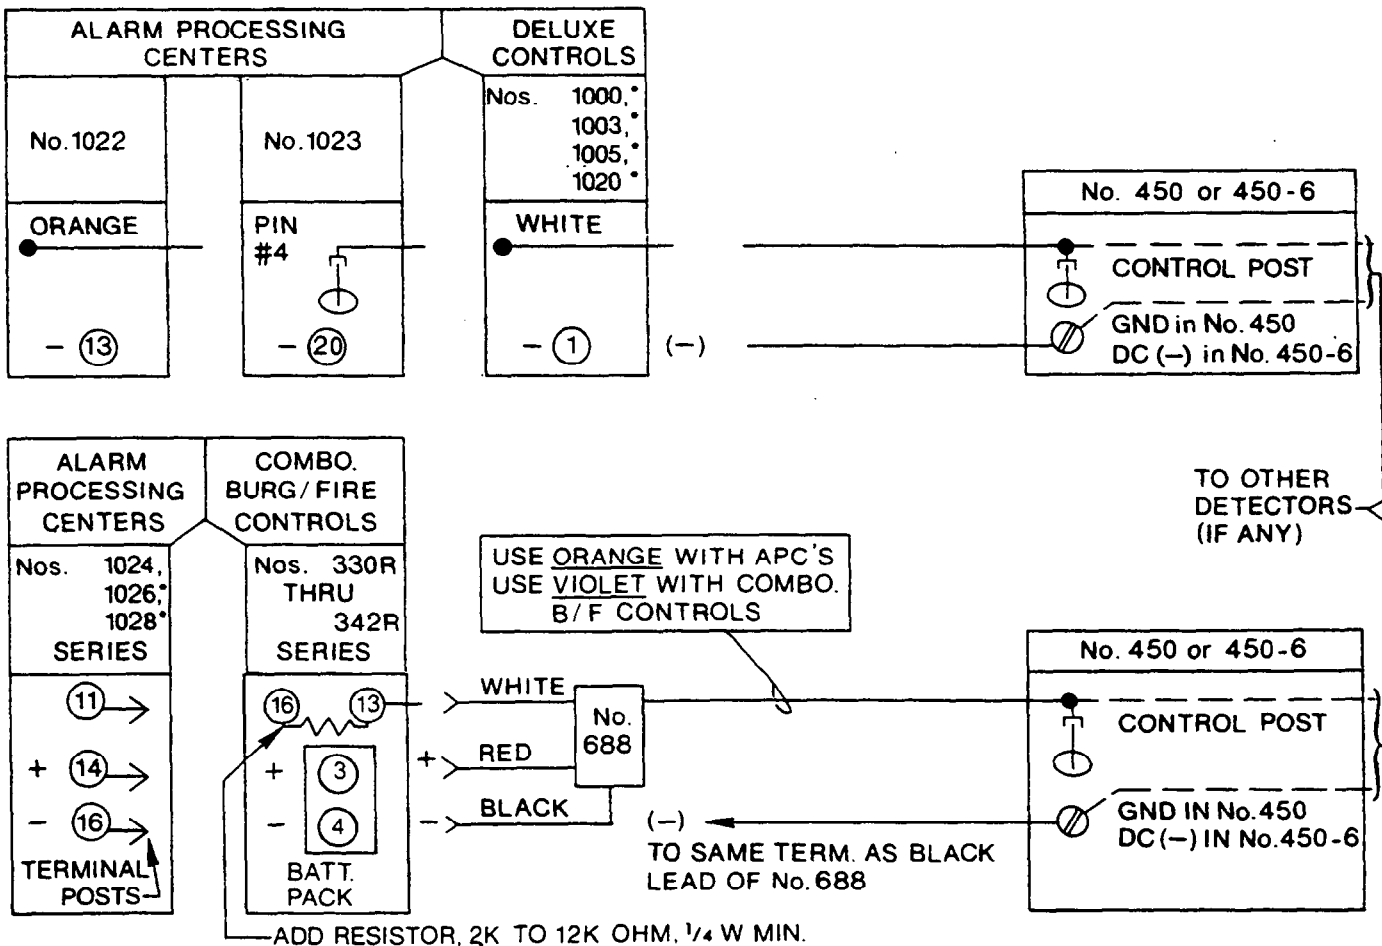 ALARM PROCESSING
CENTERS
DELUXE
CONTROLS
No.1022
No.1023
Nos. 1000,*
1003,*
1005,*
1020 *
ORANGE
PIN
#4
WHITE
- 13
- 20
- 1
(-)
No. 450 or 450-6
CONTROL POST
GND in No. 450
DC (-) in No. 450-6
TO OTHER
DETECTORS
(IF ANY)
ALARM
PROCESSING
CENTERS
COMBO.
BURG/FIRE
CONTROLS
Nos. 1024,
1026,*
1028*
SERIES
Nos. 330R
THRU
342R
SERIES
11
+ 14
- 16
TERMINAL
POSTS
16 13
+ 3
- 4
BATT.
PACK
+
-
WHITE
RED
BLACK
No.
688
USE ORANGE WITH APC'S
USE VIOLET WITH COMBO.
B/F CONTROLS
(-)
TO SAME TERM. AS BLACK
LEAD OF No. 688
No. 450 or 450-6
CONTROL POST
GND IN No. 450
DC (-) IN No. 450-6
ADD RESISTOR, 2K TO 12K OHM, 1/4 W MIN.